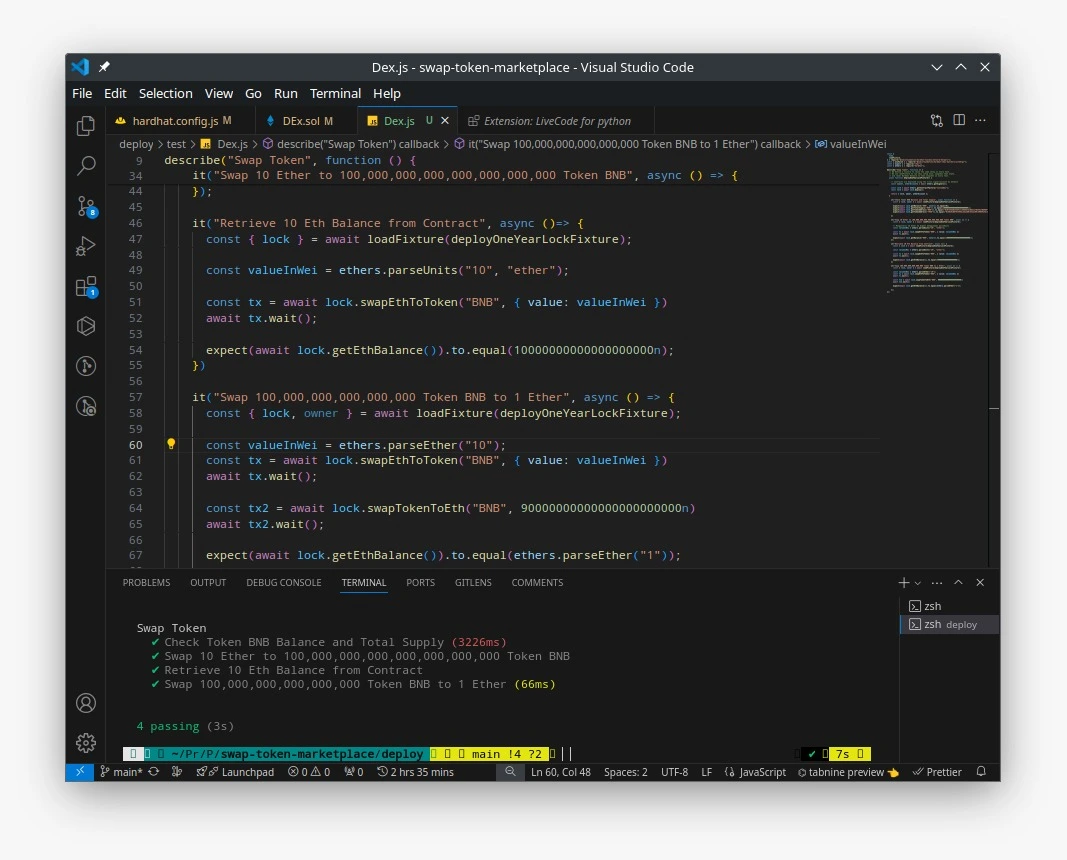 Dex.js - swap-token-marketplace - Visual Studio Code
File Edit Selection View Go Run Terminal Help
hardhat.config.js M DEx.sol M Dex.js U Extension: LiveCode for python
deploy > test > Dex.js > describe("Swap Token") callback > it("Swap 100,000,000,000,000,000 Token BNB to 1 Ether") callback > valueInWei
9 describe("Swap Token", function () {
34 it("Swap 10 Ether to 100,000,000,000,000,000,000,000 Token BNB", async () => {
44 });
45
46 it("Retrieve 10 Eth Balance from Contract", async ()=> {
47 const { lock } = await loadFixture(deployOneYearLockFixture);
48
49 const valueInWei = ethers.parseUnits("10", "ether");
50
51 const tx = await lock.swapEthToToken("BNB", { value: valueInWei })
52 await tx.wait();
53
54 expect(await lock.getEthBalance()).to.equal(10000000000000000000n);
55 })
56
57 it("Swap 100,000,000,000,000,000 Token BNB to 1 Ether", async () => {
58 const { lock, owner } = await loadFixture(deployOneYearLockFixture);
59
60 const valueInWei = ethers.parseEther("10");
61 const tx = await lock.swapEthToToken("BNB", { value: valueInWei })
62 await tx.wait();
63
64 const tx2 = await lock.swapTokenToEth("BNB", 90000000000000000000000n)
65 await tx2.wait();
66
67 expect(await lock.getEthBalance()).to.equal(ethers.parseEther("1"));
PROBLEMS OUTPUT DEBUG CONSOLE TERMINAL PORTS GITLENS COMMENTS
zsh
zsh deploy
Swap Token
✔ Check Token BNB Balance and Total Supply (3226ms)
✔ Swap 10 Ether to 100,000,000,000,000,000,000,000 Token BNB
✔ Retrieve 10 Eth Balance from Contract
✔ Swap 100,000,000,000,000,000 Token BNB to 1 Ether (66ms)
4 passing (3s)
~/Pr/P/swap-token-marketplace/deploy main !4 ?2 ✔ 7s
main* Launchpad 0 0 0 2 hrs 35 mins Ln 60, Col 48 Spaces: 2 UTF-8 LF JavaScript tabnine preview Prettier
8
1